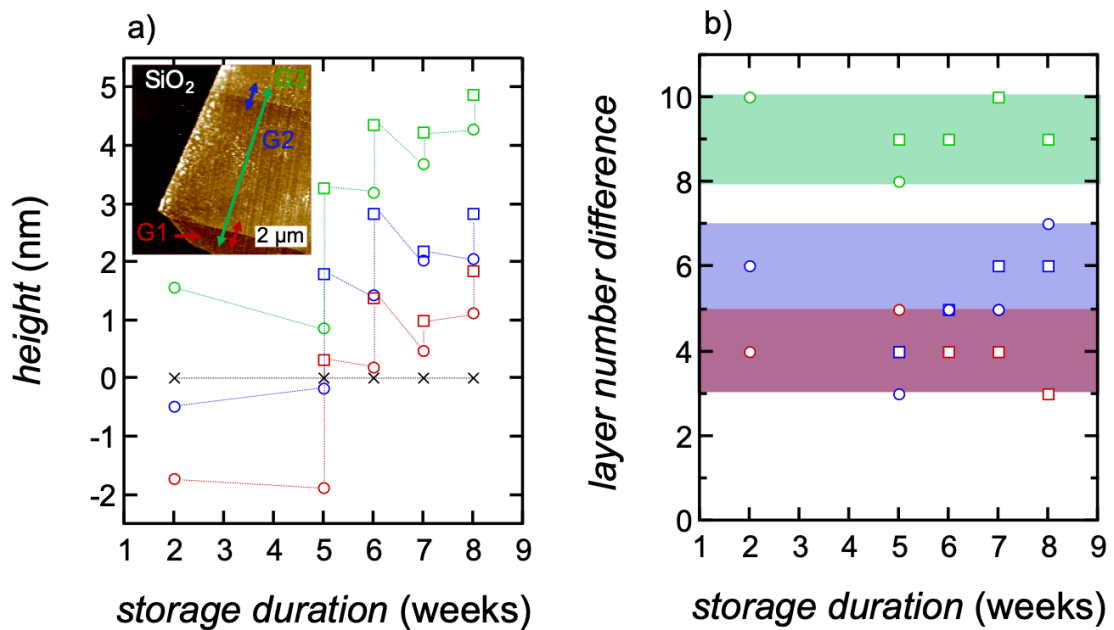 a)
5
4
3
2
1
0
-1
-2
height (nm)
SiO2
G3
G2
G1
2 μm
1 2 3 4 5 6 7 8 9
storage duration (weeks)
b)
10
8
6
4
2
0
layer number difference
1 2 3 4 5 6 7 8 9
storage duration (weeks)